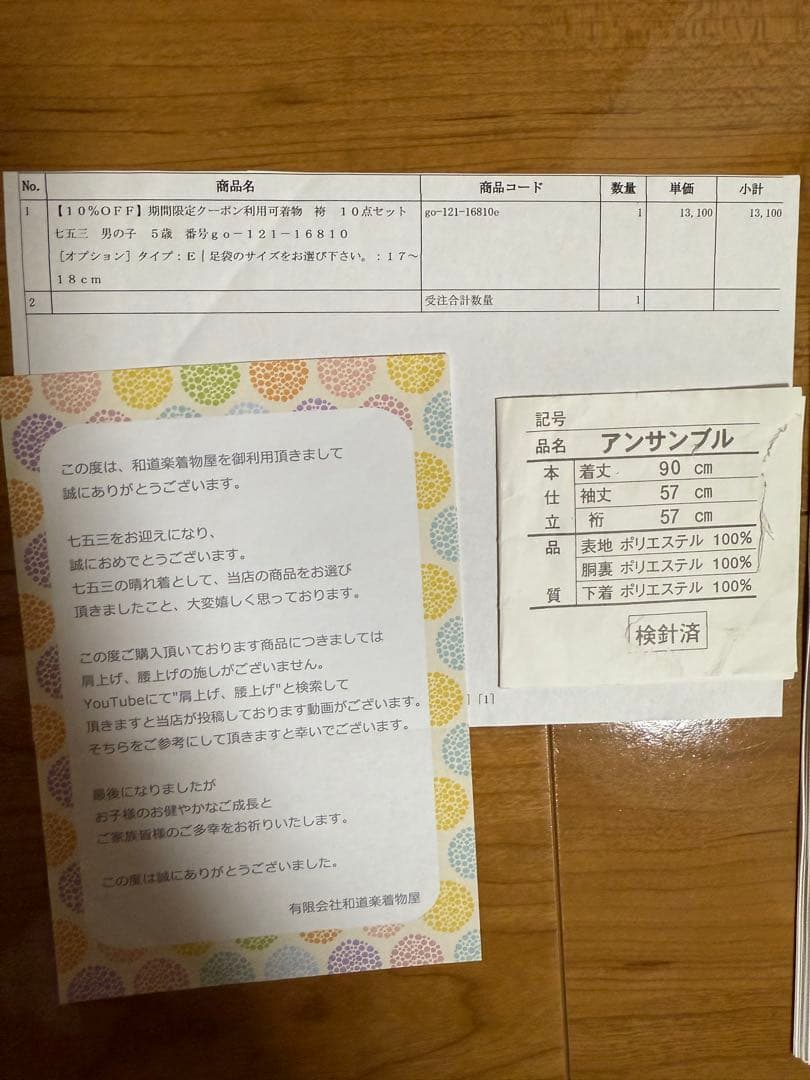 No. 商品名 商品コード 数量 単価 小計
1 【１０％ＯＦＦ】期間限定クーポン利用可着物　袴　１０点セット go-121-16810e 1 13,100 13,100
七五三　男の子　５歳　番号ｇｏ－１２１－１６８１０
［オプション］タイプ：Ｅ｜足袋のサイズをお選び下さい。：１７～
１８ｃｍ
2 受注合計数量 1
この度は、和道楽着物屋を御利用頂きまして
誠にありがとうございます。
七五三をお迎えになり、
誠におめでとうございます。
七五三の晴れ着として、当店の商品をお選び
頂きましたこと、大変嬉しく思っております。
この度ご購入頂いております商品につきましては
肩上げ、腰上げの施しがございません。
YouTubeにて"肩上げ、腰上げ"と検索して
頂きますと当店が投稿しております動画がございます。
そちらをご参考にして頂きますと幸いでございます。
最後になりましたが
お子様のお健やかなご成長と
ご家族皆様のご多幸をお祈りいたします。
この度は誠にありがとうございました。
有限会社和道楽着物屋
記号
品名 アンサンブル
本 着丈 90 cm
仕 袖丈 57 cm
立 裄 57 cm
品 表地 ポリエステル 100%
胴裏 ポリエステル 100%
質 下着 ポリエステル 100%
検針済
] [1]